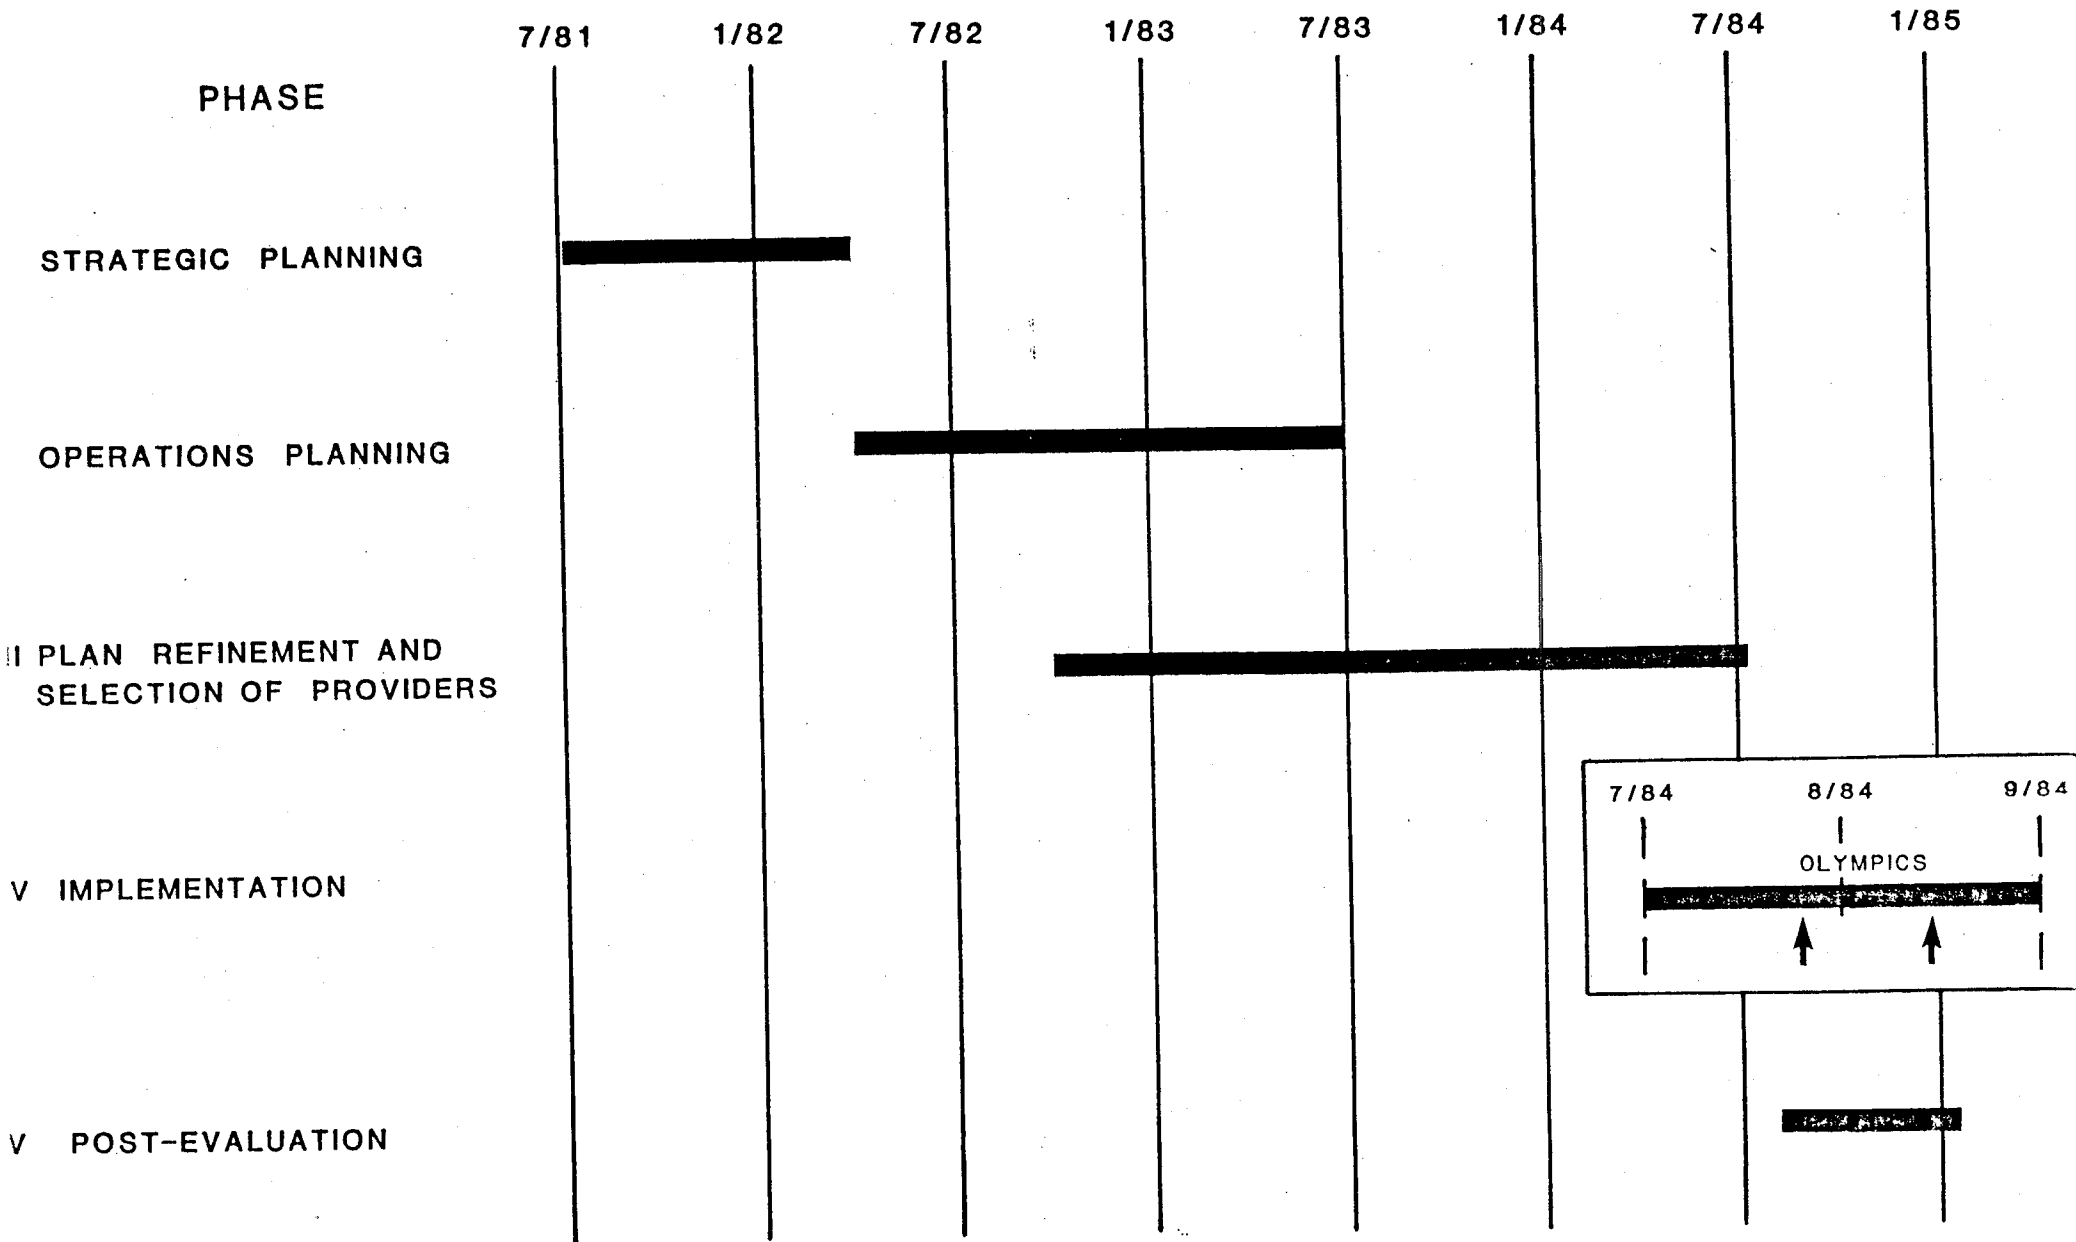 7/81 1/82 7/82 1/83 7/83 1/84 7/84 1/85
PHASE
STRATEGIC PLANNING
OPERATIONS PLANNING
II PLAN REFINEMENT AND
SELECTION OF PROVIDERS
7/84 8/84 9/84
OLYMPICS
V IMPLEMENTATION
V POST-EVALUATION